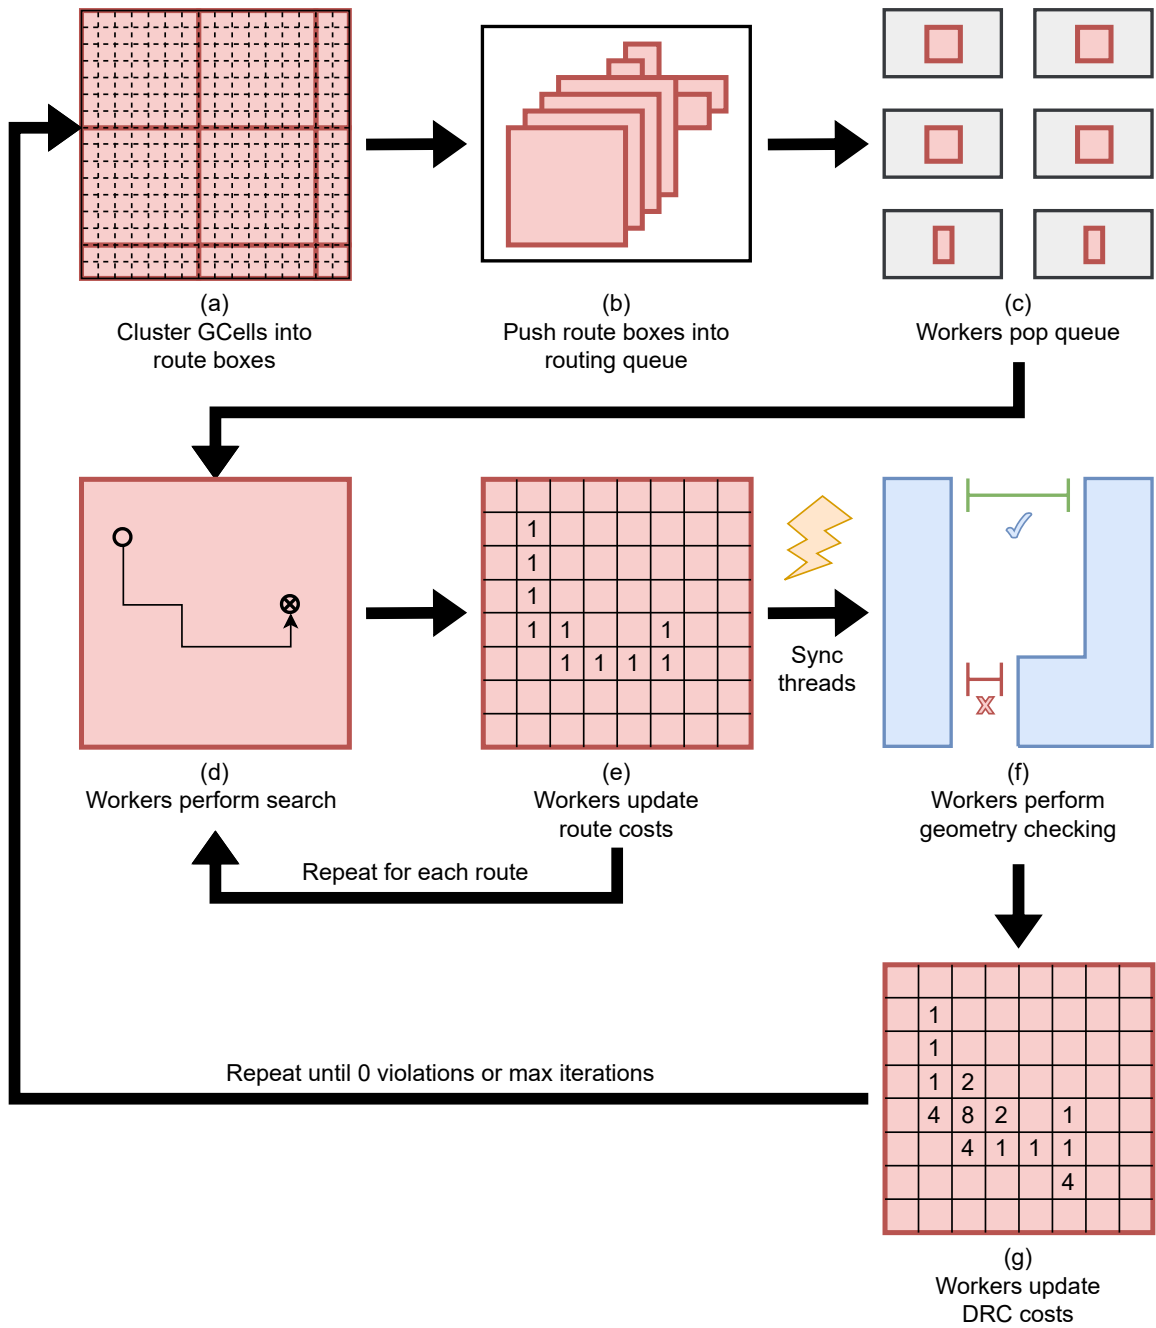 (a)
Cluster GCells into
route boxes
(b)
Push route boxes into
routing queue
(c)
Workers pop queue
(d)
Workers perform search
1
1
1
1 1 1
1 1 1 1
(e)
Workers update
route costs
Sync
threads
X
(f)
Workers perform
geometry checking
Repeat for each route
1
1
1 2
4 8 2 1
4 1 1 1
4
(g)
Workers update
DRC costs
Repeat until 0 violations or max iterations